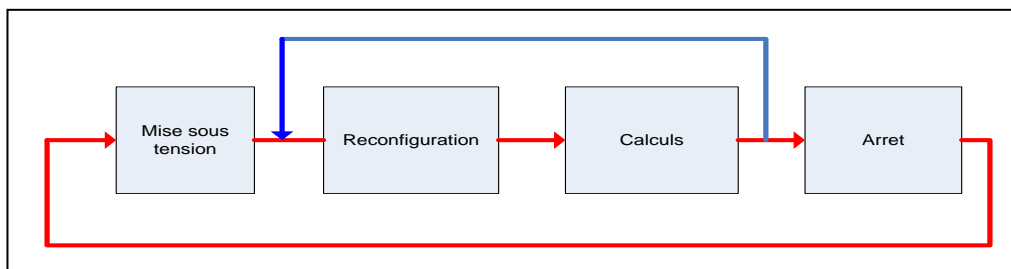 Mise sous
tension
Reconfiguration
Calculs
Arret